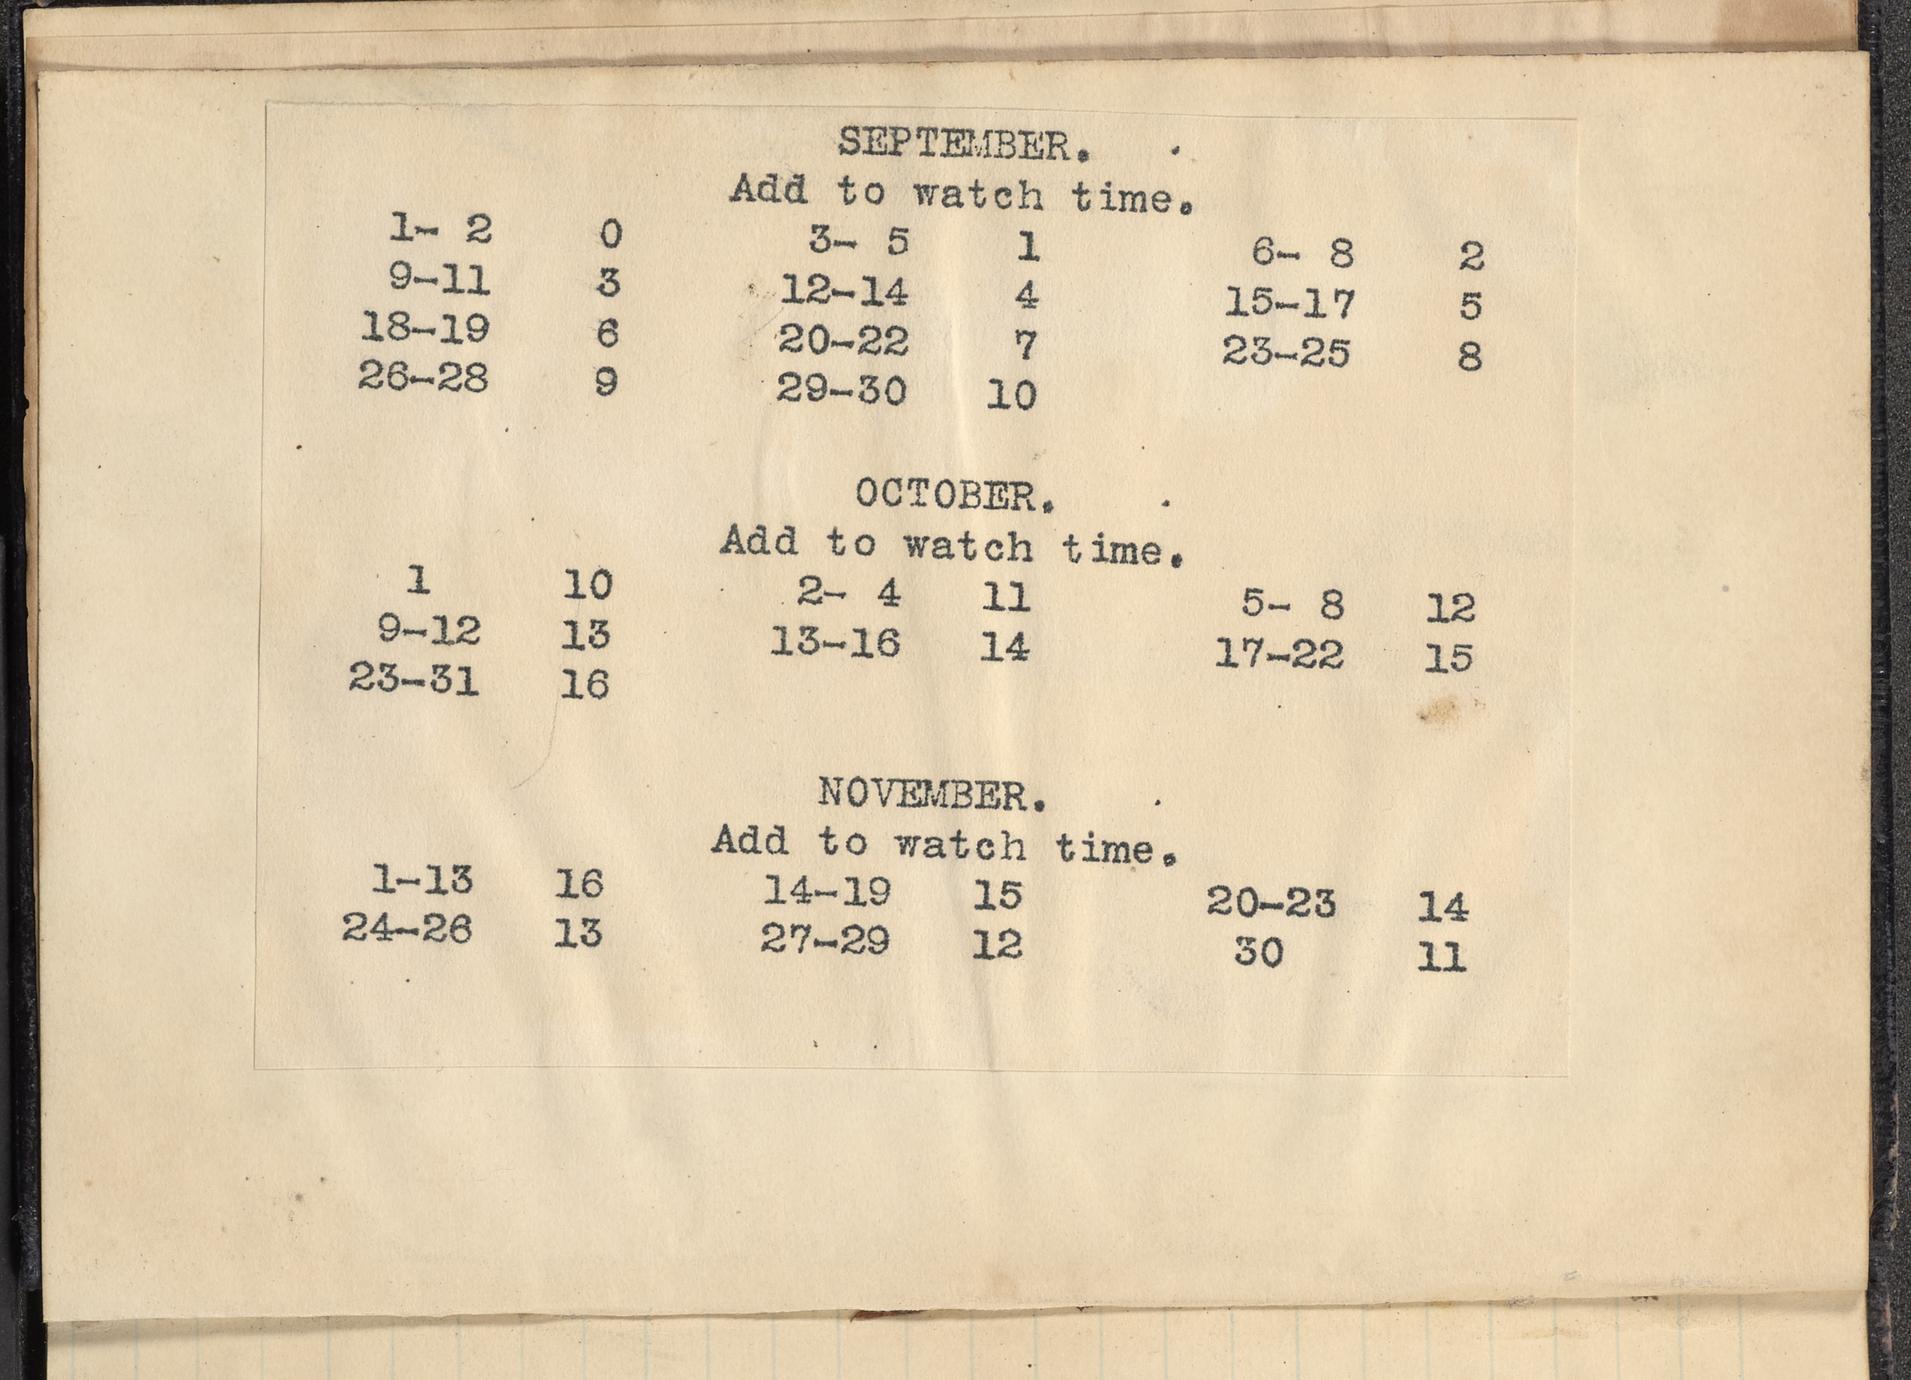 SEPTEMBER.
Add to watch time.
1- 2 0 3- 5 1 6- 8 2
9-11 3 12-14 4 15-17 5
18-19 6 20-22 7 23-25 8
26-28 9 29-30 10
OCTOBER.
Add to watch time.
1 10 2- 4 11 5- 8 12
9-12 13 13-16 14 17-22 15
23-31 16
NOVEMBER.
Add to watch time.
1-13 16 14-19 15 20-23 14
24-26 13 27-29 12 30 11